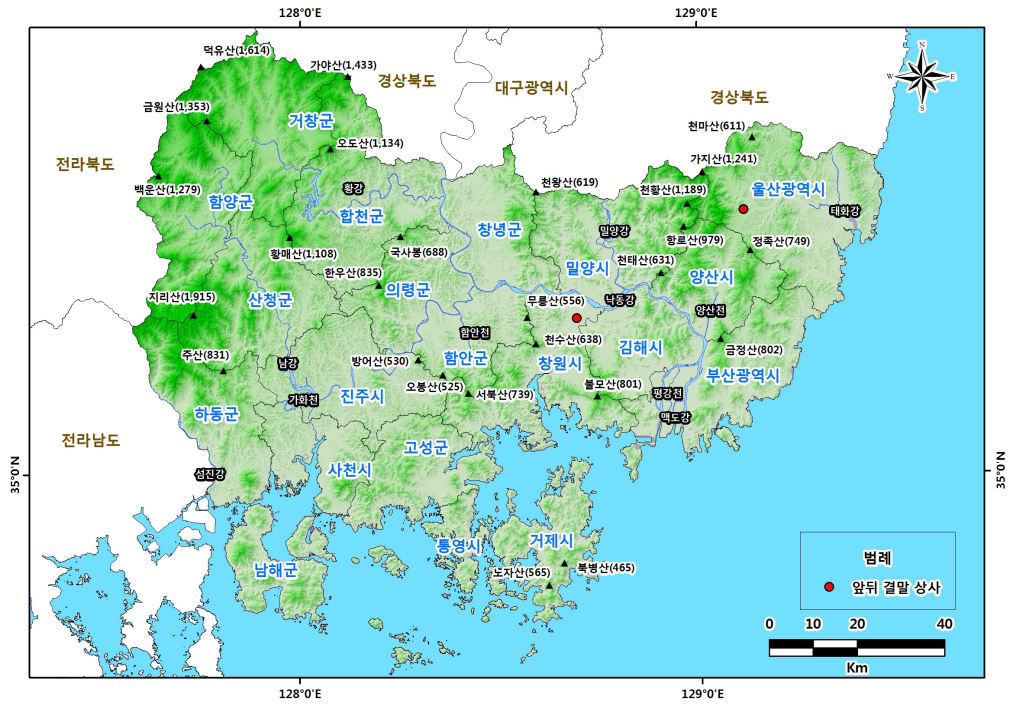 128°0'E
129°0'E
덕유산(1,614)
가야산(1,433)
경상북도
대구광역시
경상북도
N
W
E
S
금원산(1,353)
거창군
천마산(611)
오도산(1,134)
가지산(1,241)
전라북도
백운산(1,279)
황강
천왕산(619)
천황산(1,189)
울산광역시
함양군
합천군
태화강
창녕군
밀양강
항로산(979)
정족산(749)
황매산(1,108)
국사봉(688)
한우산(835)
밀양시
천태산(631)
양산시
지리산(1,915)
산청군
의령군
무릉산(556)
낙동강
양산천
함안천
천수산(638)
김해시
금정산(802)
주산(831)
남강
방어산(530)
함안군
창원시
부산광역시
오봉산(525)
서북산(739)
불모산(801)
평강천
가화천
진주시
하동군
맥도강
전라남도
고성군
사천시
섬진강
35°0'N
35°0'N
통영시
거제시
남해군
노자산(565)
북병산(465)
범례
앞뒤 결말 상사
0 10 20 40
Km
128°0'E
129°0'E